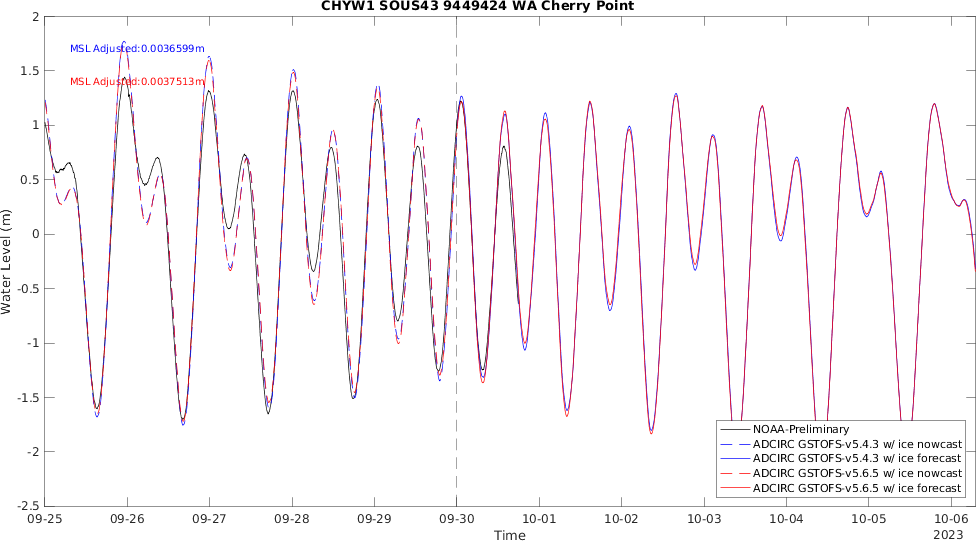 CHYW1 SOUS43 9449424 WA Cherry Point
MSL Adjusted:0.0036599m
MSL Adjusted:0.0037513m
Water Level (m)
2
1.5
1
0.5
0
-0.5
-1
-1.5
-2
-2.5
NOAA-Preliminary
ADCIRC GSTOFS-v5.4.3 w/ ice nowcast
ADCIRC GSTOFS-v5.4.3 w/ ice forecast
ADCIRC GSTOFS-v5.6.5 w/ ice nowcast
ADCIRC GSTOFS-v5.6.5 w/ ice forecast
09-25 09-26 09-27 09-28 09-29 09-30 10-01 10-02 10-03 10-04 10-05 10-06
Time
2023